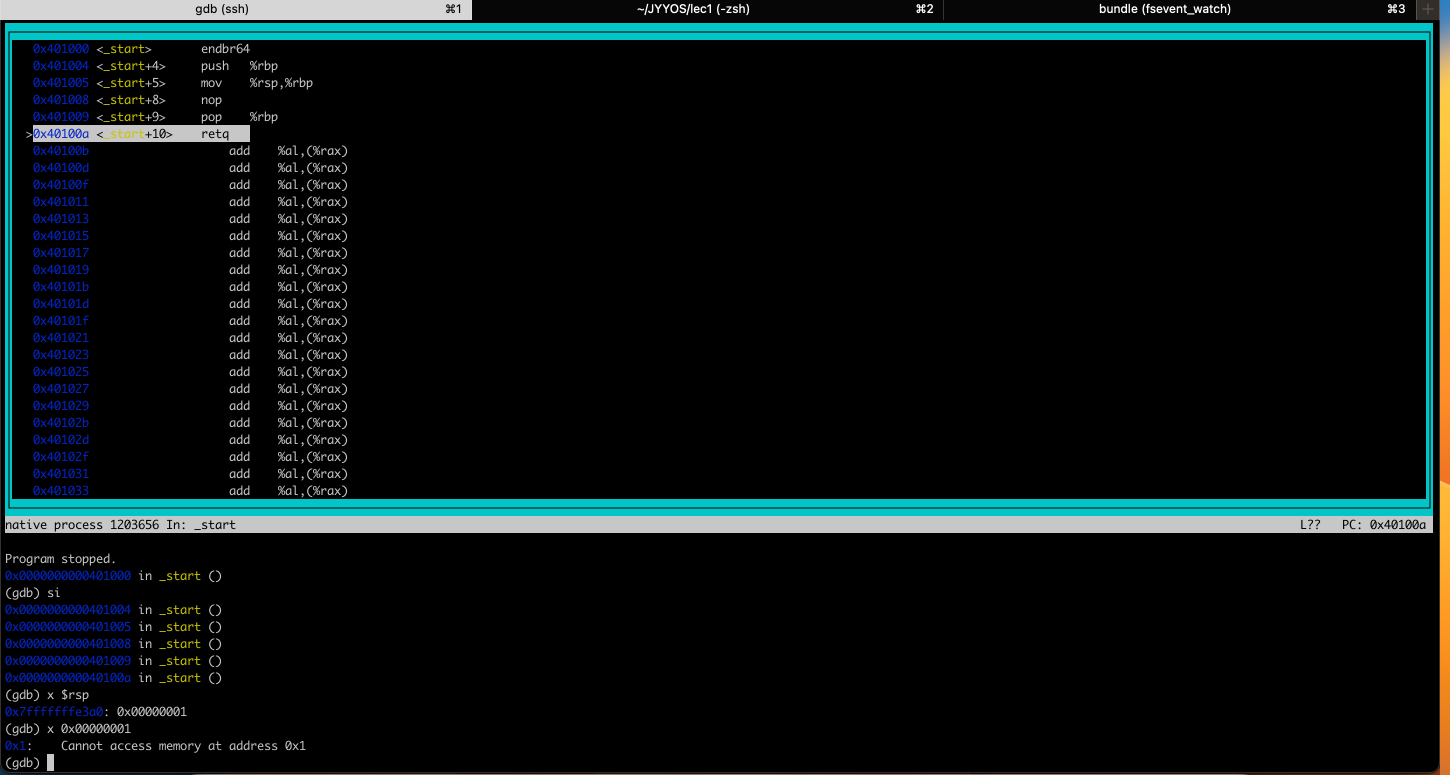 gdb (ssh) ⌘1 ~/JYYOS/lec1 (-zsh) ⌘2 bundle (fsevent_watch) ⌘3 +
0x401000 <_start> endbr64
0x401004 <_start+4> push %rbp
0x401005 <_start+5> mov %rsp,%rbp
0x401008 <_start+8> nop
0x401009 <_start+9> pop %rbp
>0x40100a <_start+10> retq
0x40100b add %al,(%rax)
0x40100d add %al,(%rax)
0x40100f add %al,(%rax)
0x401011 add %al,(%rax)
0x401013 add %al,(%rax)
0x401015 add %al,(%rax)
0x401017 add %al,(%rax)
0x401019 add %al,(%rax)
0x40101b add %al,(%rax)
0x40101d add %al,(%rax)
0x40101f add %al,(%rax)
0x401021 add %al,(%rax)
0x401023 add %al,(%rax)
0x401025 add %al,(%rax)
0x401027 add %al,(%rax)
0x401029 add %al,(%rax)
0x40102b add %al,(%rax)
0x40102d add %al,(%rax)
0x40102f add %al,(%rax)
0x401031 add %al,(%rax)
0x401033 add %al,(%rax)
native process 1203656 In: _start L?? PC: 0x40100a
Program stopped.
0x0000000000401000 in _start ()
(gdb) si
0x0000000000401004 in _start ()
0x0000000000401005 in _start ()
0x0000000000401008 in _start ()
0x0000000000401009 in _start ()
0x000000000040100a in _start ()
(gdb) x $rsp
0x7fffffffe3a0: 0x00000001
(gdb) x 0x00000001
0x1: Cannot access memory at address 0x1
(gdb)